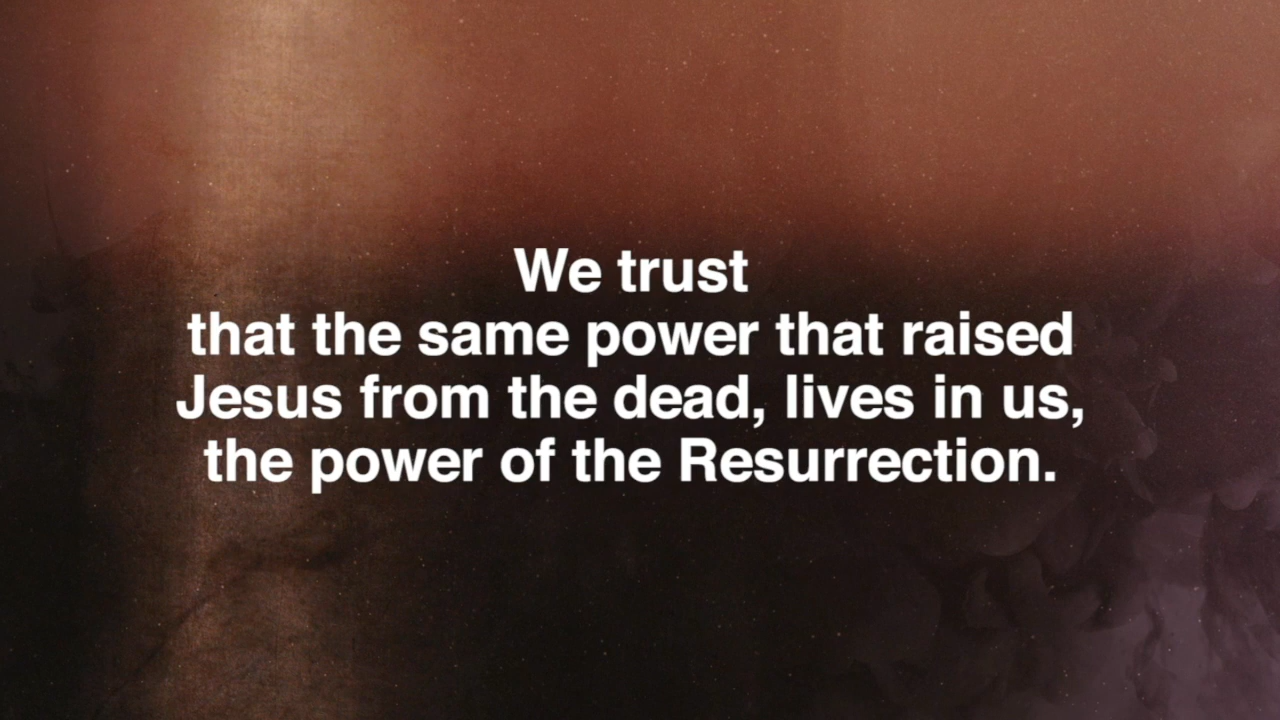 We trust
that the same power that raised
Jesus from the dead, lives in us,
the power of the Resurrection.